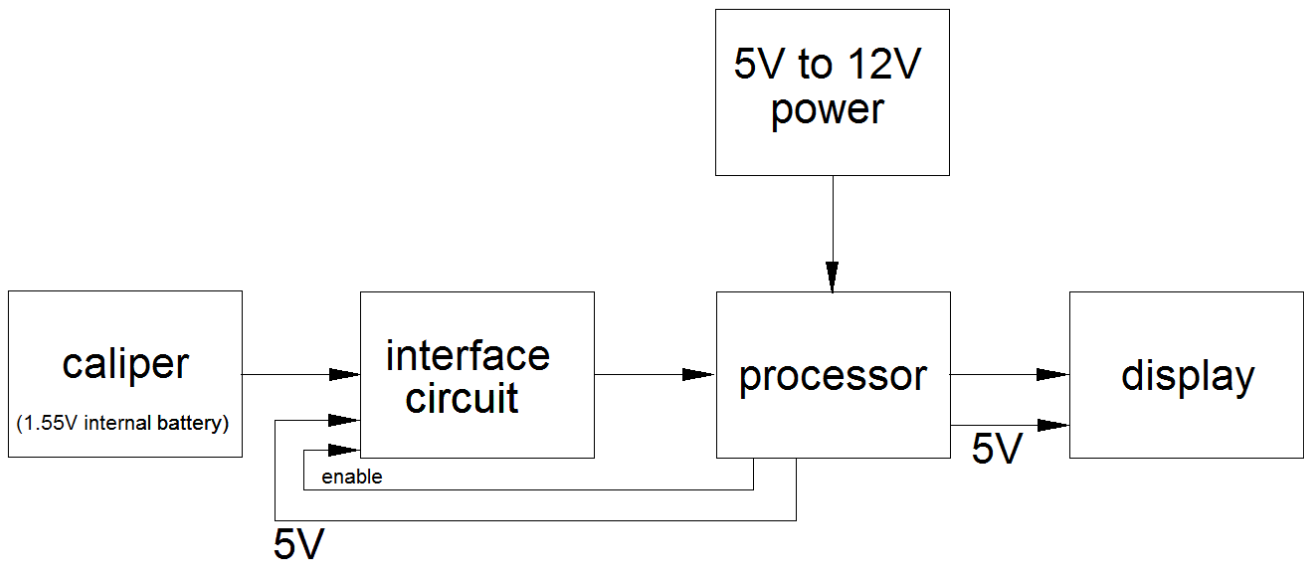 5V to 12V
power
caliper
(1.55V internal battery)
interface
circuit
processor
display
5V
enable
5V